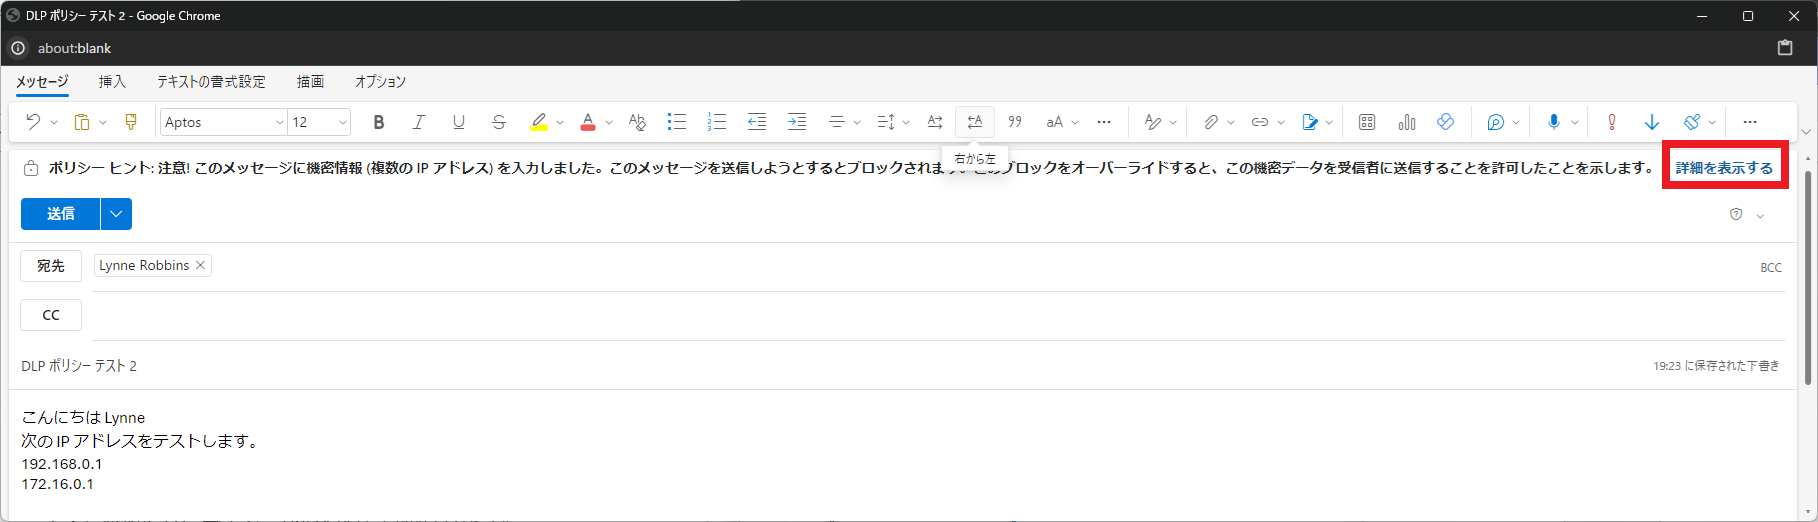 DLP ポリシー テスト 2 - Google Chrome
about:blank
メッセージ 挿入 テキストの書式設定 描画 オプション
Aptos 12
右から左
ポリシー ヒント: 注意! このメッセージに機密情報 (複数の IP アドレス) を入力しました。このメッセージを送信しようとするとブロックされます。このブロックをオーバーライドすると、この機密データを受信者に送信することを許可したことを示します。 詳細を表示する
送信
宛先 Lynne Robbins BCC
CC
DLP ポリシー テスト 2 19:23 に保存された下書き
こんにちは Lynne
次の IP アドレスをテストします。
192.168.0.1
172.16.0.1